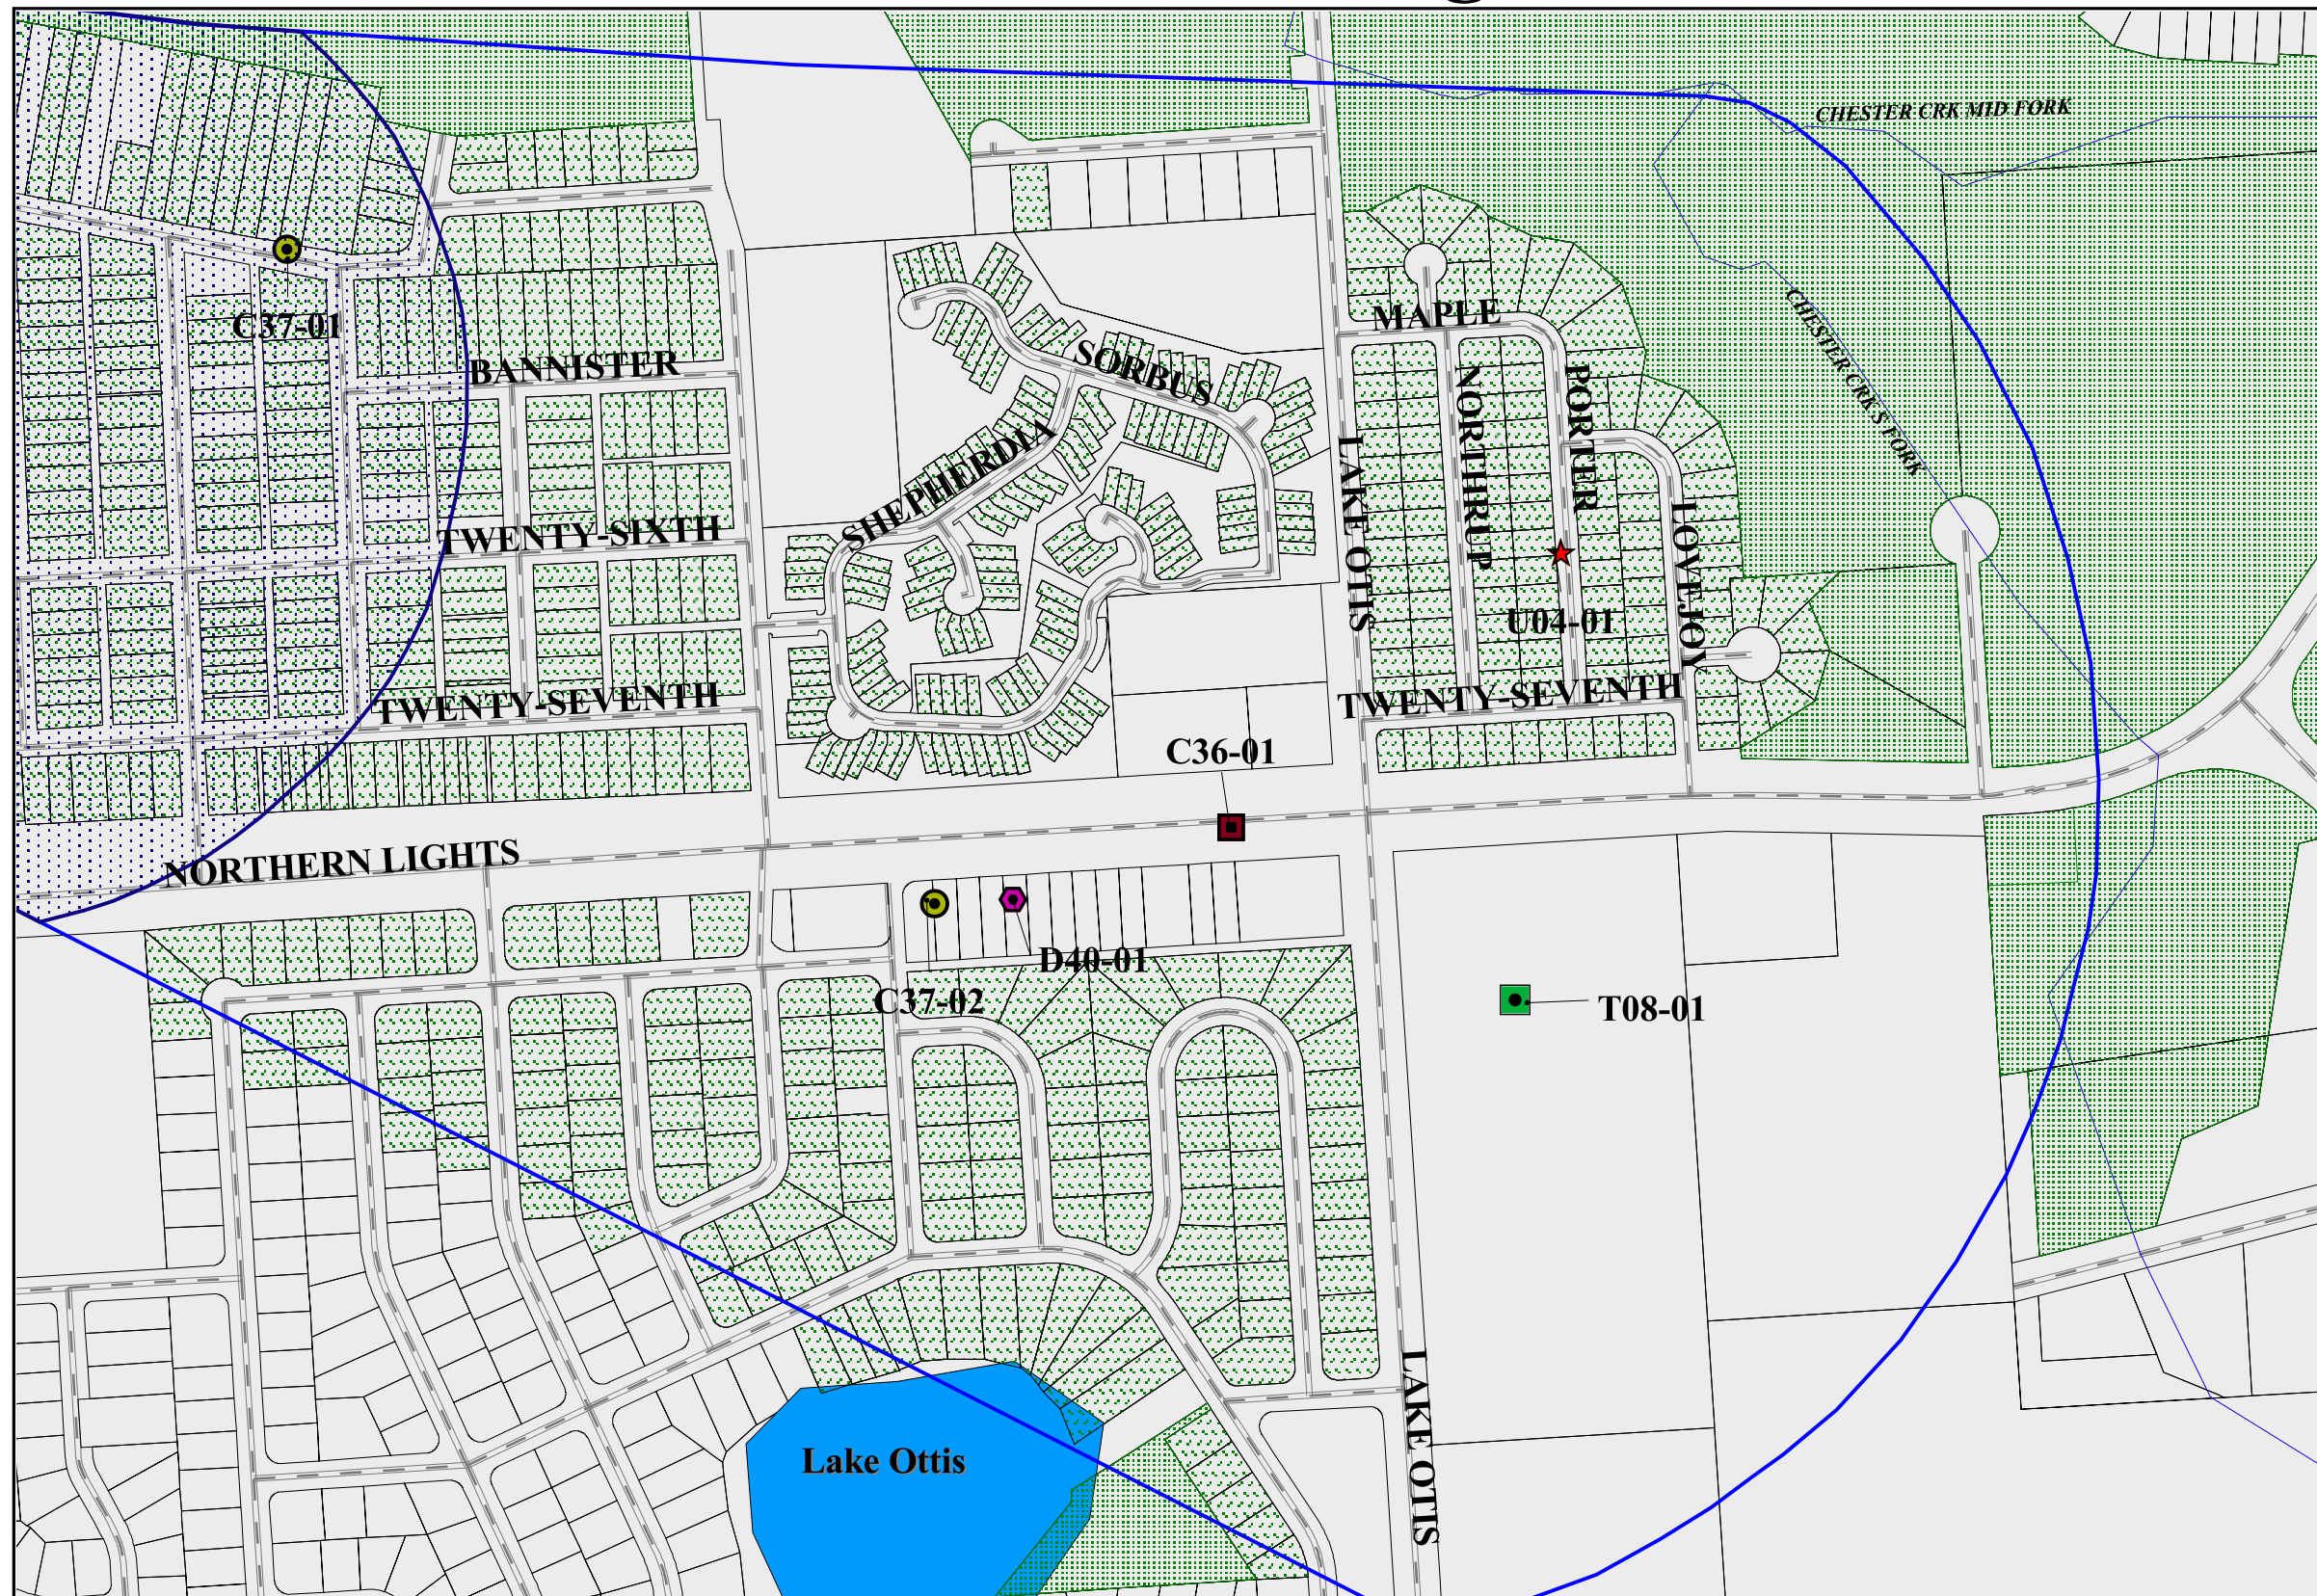 CHESTER CRK MID FORK
CHESTER CRK S FORK
C37-01
MAPLE
BANNISTER
SORBUS
NORTHRUP
PORTER
SHEPHERDIA
LAKE OTIS
LOVEJOY
TWENTY-SIXTH
U04-01
TWENTY-SEVENTH
TWENTY-SEVENTH
C36-01
NORTHERN LIGHTS
D40-01
C37-02
T08-01
LAKE OTIS
Lake Ottis